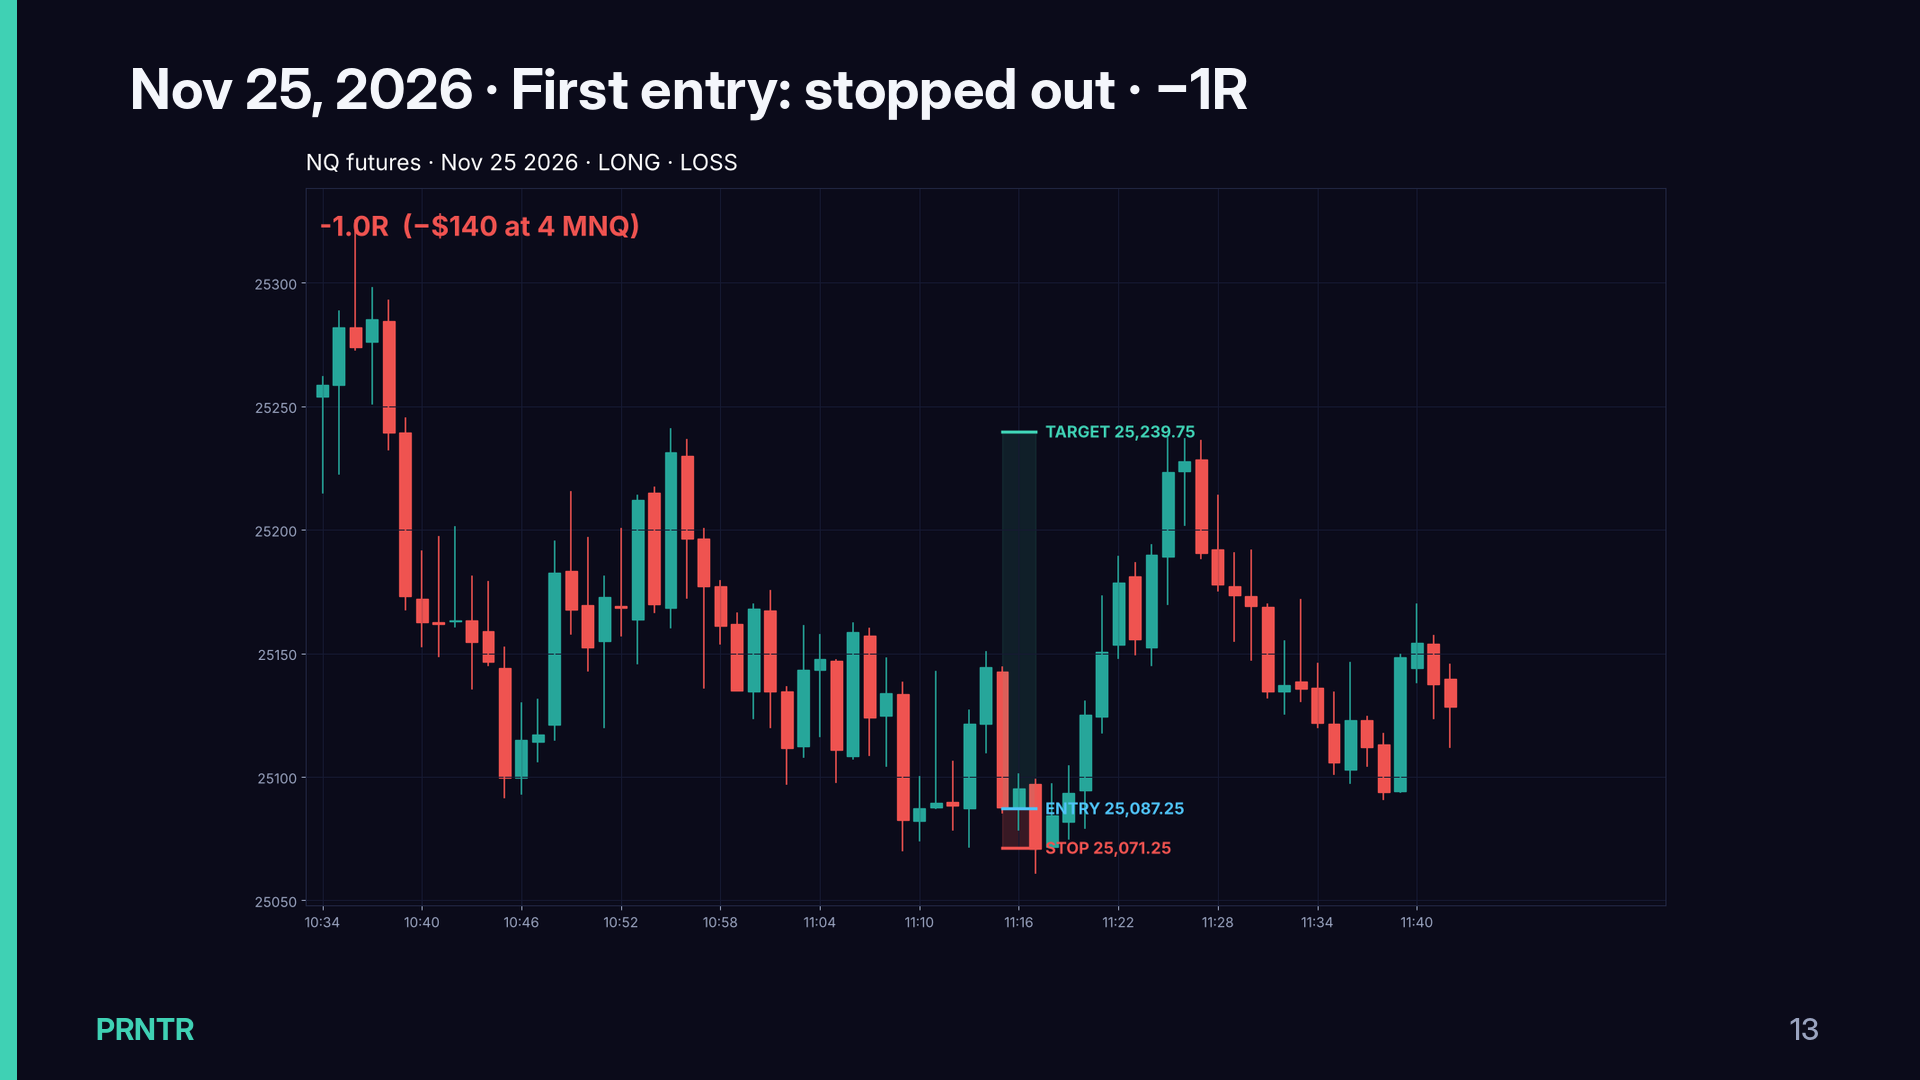 Nov 25, 2026 · First entry: stopped out · −1R
NQ futures · Nov 25 2026 · LONG · LOSS
-1.0R (−$140 at 4 MNQ)
25300
25250
TARGET 25,239.75
25200
25150
25100
ENTRY 25,087.25
STOP 25,071.25
25050
10:34 10:40 10:46 10:52 10:58 11:04 11:10 11:16 11:22 11:28 11:34 11:40
PRNTR
13